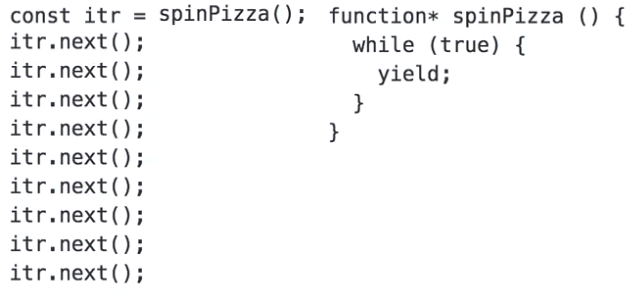 const itr = spinPizza();
itr.next();
itr.next();
itr.next();
itr.next();
itr.next();
itr.next();
itr.next();
itr.next();
itr.next();
function* spinPizza () {
  while (true) {
    yield;
  }
}